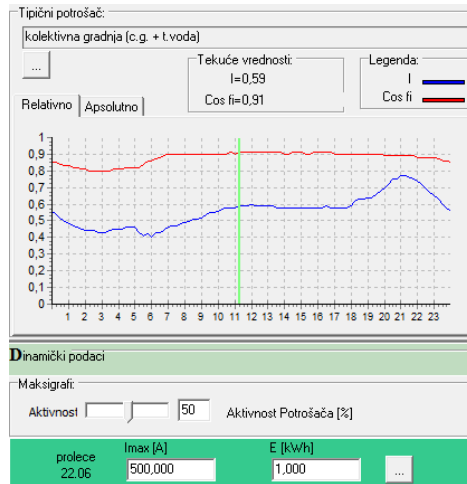 Tipični potrošač:
kolektivna gradnja (c.g. + t.voda)
...
Tekuće vrednosti:
I=0,59
Cos fi=0,91
Legenda:
I
Cos fi
Relativno Apsolutno
1
0,9
0,8
0,7
0,6
0,5
0,4
0,3
0,2
0,1
0
1 2 3 4 5 6 7 8 9 10 11 12 13 14 15 16 17 18 19 20 21 22 23
Dinamički podaci
Maksigrafi:
Aktivnost 50 Aktivnost Potrošača [%]
Imax [A] E [kWh]
prolece
22.06 500,000 1,000 ...